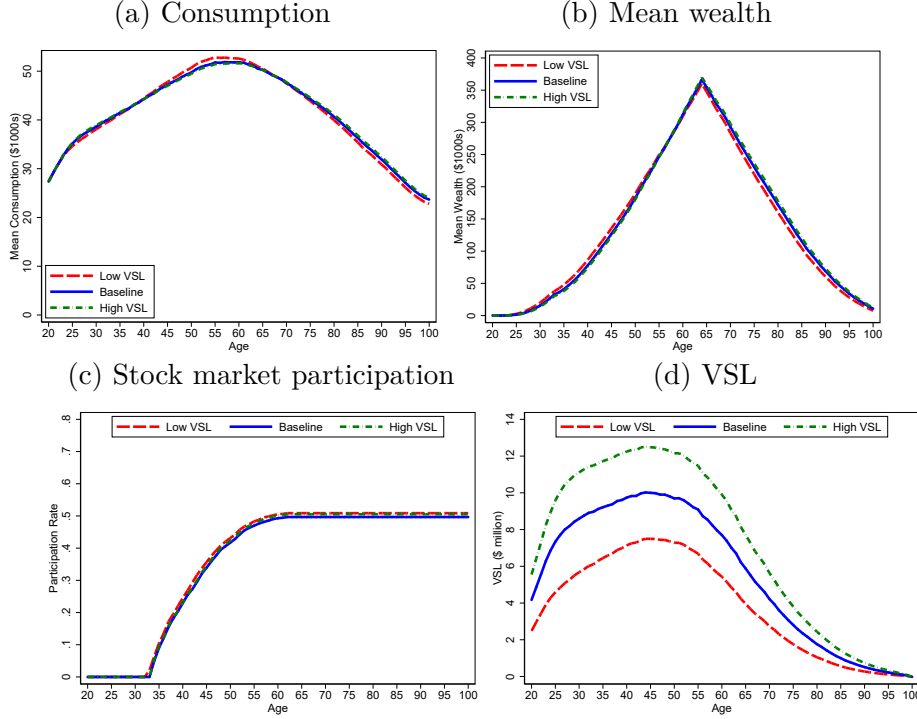 (a) Consumption
Mean Consumption ($1000s)
0 10 20 30 40 50
Low VSL
Baseline
High VSL
20 25 30 35 40 45 50 55 60 65 70 75 80 85 90 95 100
Age
(b) Mean wealth
Mean Wealth ($1000s)
0 50 100 150 200 250 300 350 400
Low VSL
Baseline
High VSL
20 25 30 35 40 45 50 55 60 65 70 75 80 85 90 95 100
Age
(c) Stock market participation
Participation Rate
0 .1 .2 .3 .4 .5 .6 .7 .8
Low VSL Baseline High VSL
20 25 30 35 40 45 50 55 60 65 70 75 80 85 90 95 100
Age
(d) VSL
VSL ($ million)
0 2 4 6 8 10 12 14
Low VSL Baseline High VSL
20 25 30 35 40 45 50 55 60 65 70 75 80 85 90 95 100
Age